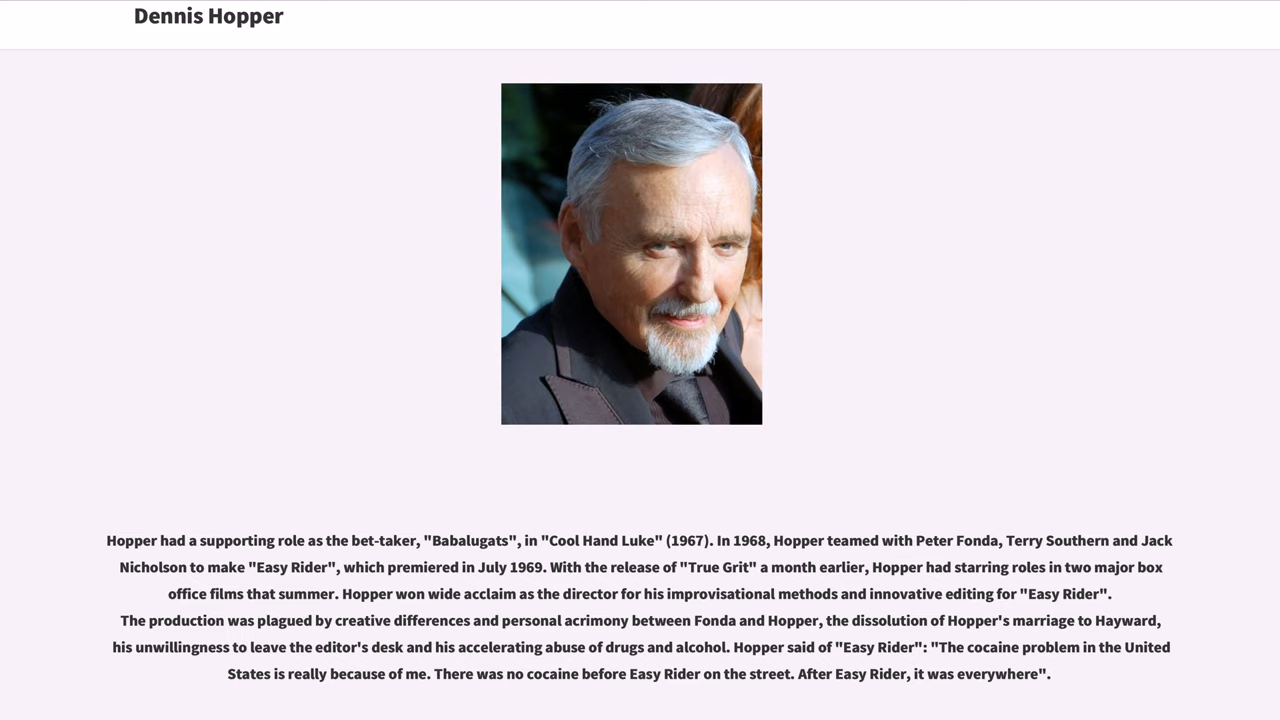 Dennis Hopper
Hopper had a supporting role as the bet-taker, "Babalugats", in "Cool Hand Luke" (1967). In 1968, Hopper teamed with Peter Fonda, Terry Southern and Jack
Nicholson to make "Easy Rider", which premiered in July 1969. With the release of "True Grit" a month earlier, Hopper had starring roles in two major box
office films that summer. Hopper won wide acclaim as the director for his improvisational methods and innovative editing for "Easy Rider".
The production was plagued by creative differences and personal acrimony between Fonda and Hopper, the dissolution of Hopper's marriage to Hayward,
his unwillingness to leave the editor's desk and his accelerating abuse of drugs and alcohol. Hopper said of "Easy Rider": "The cocaine problem in the United
States is really because of me. There was no cocaine before Easy Rider on the street. After Easy Rider, it was everywhere".